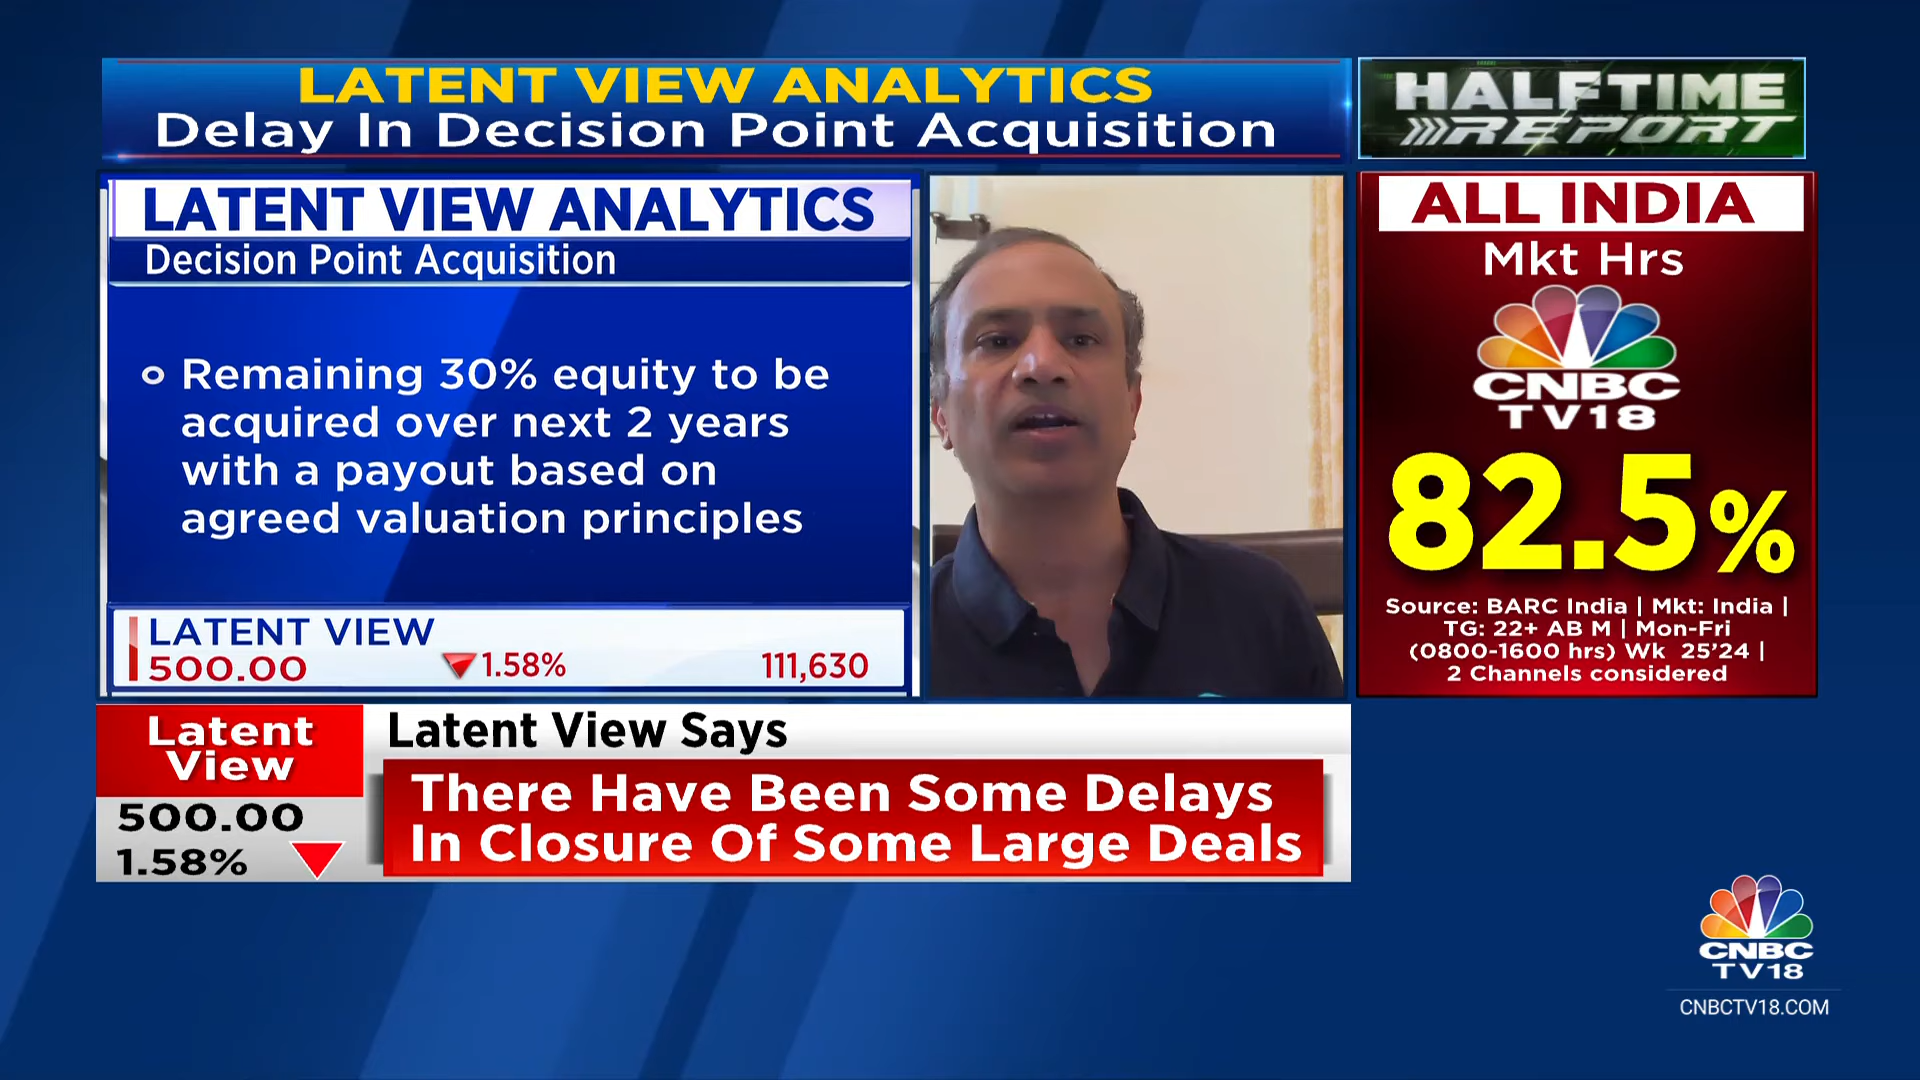 LATENT VIEW ANALYTICS
Delay In Decision Point Acquisition
HALFTIME
REPORT
LATENT VIEW ANALYTICS
Decision Point Acquisition
Remaining 30% equity to be
acquired over next 2 years
with a payout based on
agreed valuation principles
LATENT VIEW
500.00 1.58% 111,630
ALL INDIA
Mkt Hrs
CNBC
TV18
82.5%
Source: BARC India | Mkt: India |
TG: 22+ AB M | Mon-Fri
(0800-1600 hrs) Wk 25'24 |
2 Channels considered
Latent
View
500.00
1.58%
Latent View Says
There Have Been Some Delays
In Closure Of Some Large Deals
CNBC
TV18
CNBCTV18.COM